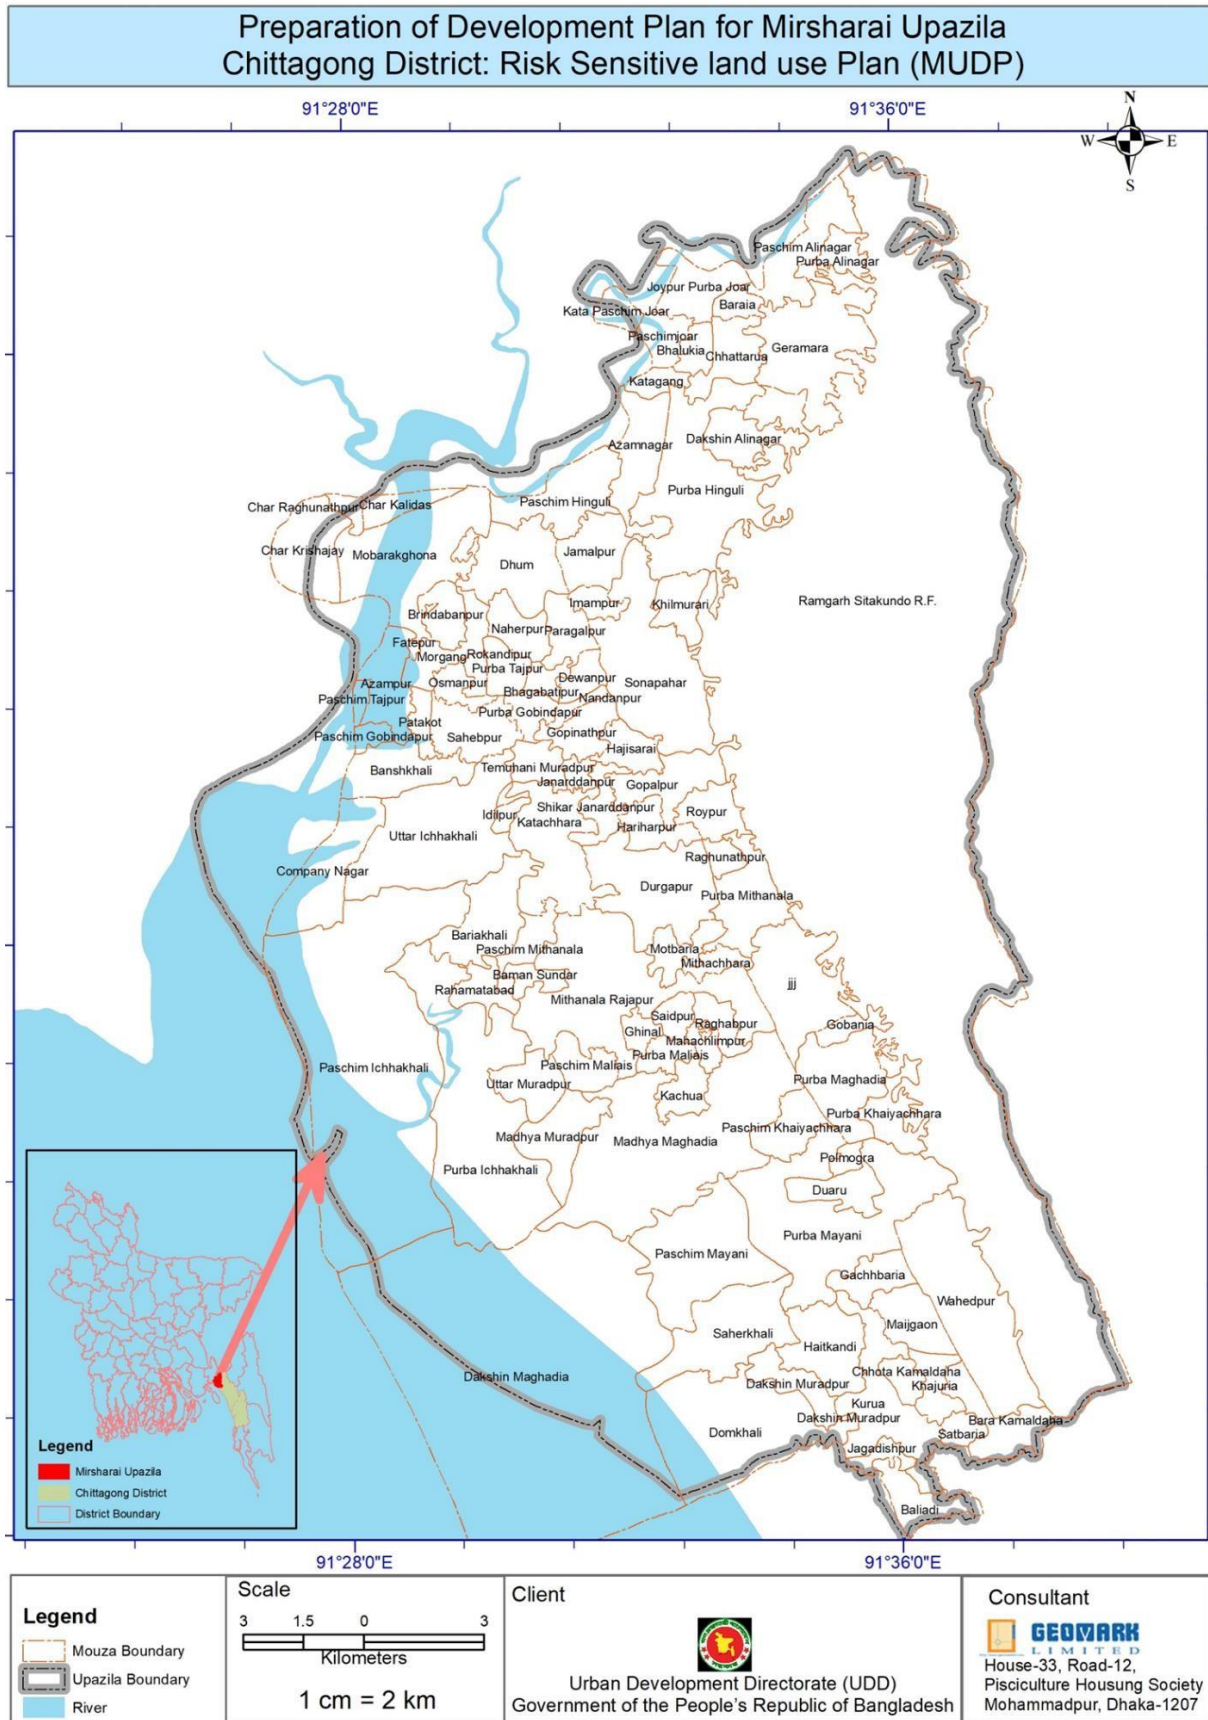 Preparation of Development Plan for Mirsharai Upazila
Chittagong District: Risk Sensitive land use Plan (MUDP)
91°28'0"E
91°36'0"E
N
W
E
S
Paschim Alinagar
Purba Alinagar
Joypur Purba Joar
Baraia
Kata Paschim Joar
Paschimjoar
Bhalukia
Chhattarua
Geramara
Katagang
Azamnagar
Dakshin Alinagar
Purba Hinguli
Paschim Hinguli
Char Raghunathpur
Char Kalidas
Char Krishajay
Mobarakghona
Dhum
Jamalpur
Imampur
Khilmurari
Ramgarh Sitakundo R.F.
Brindabanpur
Naherpur
Paragalpur
Fatepur
Morgang
Rokandipur
Purba Tajpur
Azampur
Osmanpur
Dewanpur
Sonapahar
Paschim Tajpur
Bhagabatipur
Nandanpur
Patakot
Purba Gobindapur
Paschim Gobindapur
Sahebpur
Gopinathpur
Hajisarai
Banshkhali
Temuhani Muradpur
Janarddanpur
Gopalpur
Idilpur
Shikar Janarddanpur
Roypur
Katachhara
Hariharpur
Uttar Ichhakhali
Raghunathpur
Company Nagar
Durgapur
Purba Mithanala
Bariakhali
Paschim Mithanala
Motbaria
Mithachhara
Baman Sundar
jjj
Rahamatabad
Mithanala Rajapur
Saidpur
Raghabpur
Gobania
Ghinal
Mahachlimpur
Purba Maliais
Paschim Ichhakhali
Paschim Maliais
Uttar Muradpur
Purba Maghadia
Kachua
Purba Khaiyachhara
Paschim Khaiyachhara
Madhya Muradpur
Madhya Maghadia
Polmogra
Purba Ichhakhali
Duaru
Purba Mayani
Paschim Mayani
Gachhbaria
Wahedpur
Maijgaon
Saherkhali
Haitkandi
Dakshin Maghadia
Chhota Kamaldaha
Dakshin Muradpur
Khajuria
Kurua
Dakshin Muradpur
Bara Kamaldaha
Domkhali
Satbaria
Jagadishpur
Baliadi
Legend
Mirsharai Upazila
Chittagong District
District Boundary
91°28'0"E
91°36'0"E
Legend
Mouza Boundary
Upazila Boundary
River
Scale
3 1.5 0 3
Kilometers
1 cm = 2 km
Client
Urban Development Directorate (UDD)
Government of the People's Republic of Bangladesh
Consultant
GEOMARK
LIMITED
House-33, Road-12,
Pisciculture Housung Society
Mohammadpur, Dhaka-1207